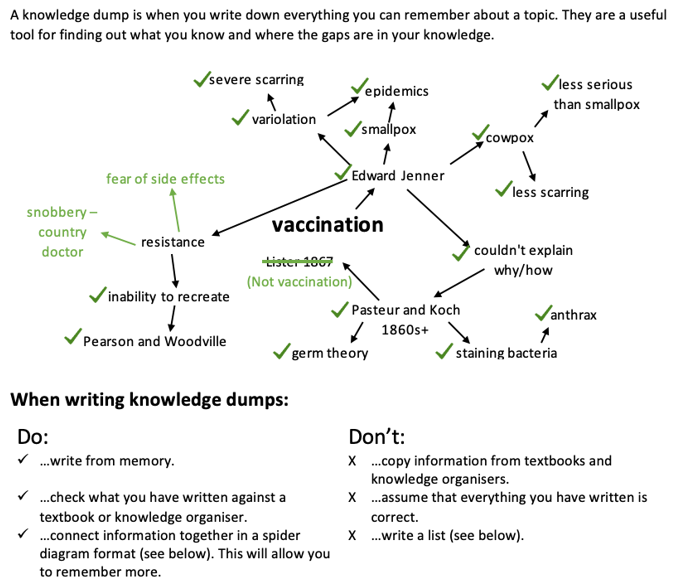 A knowledge dump is when you write down everything you can remember about a topic. They are a useful
tool for finding out what you know and where the gaps are in your knowledge.
severe scarring
epidemics
less serious
than smallpox
variolation
smallpox
cowpox
fear of side effects
Edward Jenner
less scarring
snobbery –
country
doctor
vaccination
resistance
couldn't explain
why/how
Lister 1867
(Not vaccination)
inability to recreate
Pasteur and Koch
1860s+
anthrax
Pearson and Woodville
germ theory
staining bacteria
When writing knowledge dumps:
Do:
✓ ...write from memory.
✓ ...check what you have written against a
textbook or knowledge organiser.
✓ ...connect information together in a spider
diagram format (see below). This will allow you
to remember more.
Don't:
X ...copy information from textbooks and
knowledge organisers.
X ...assume that everything you have written is
correct.
X ...write a list (see below).